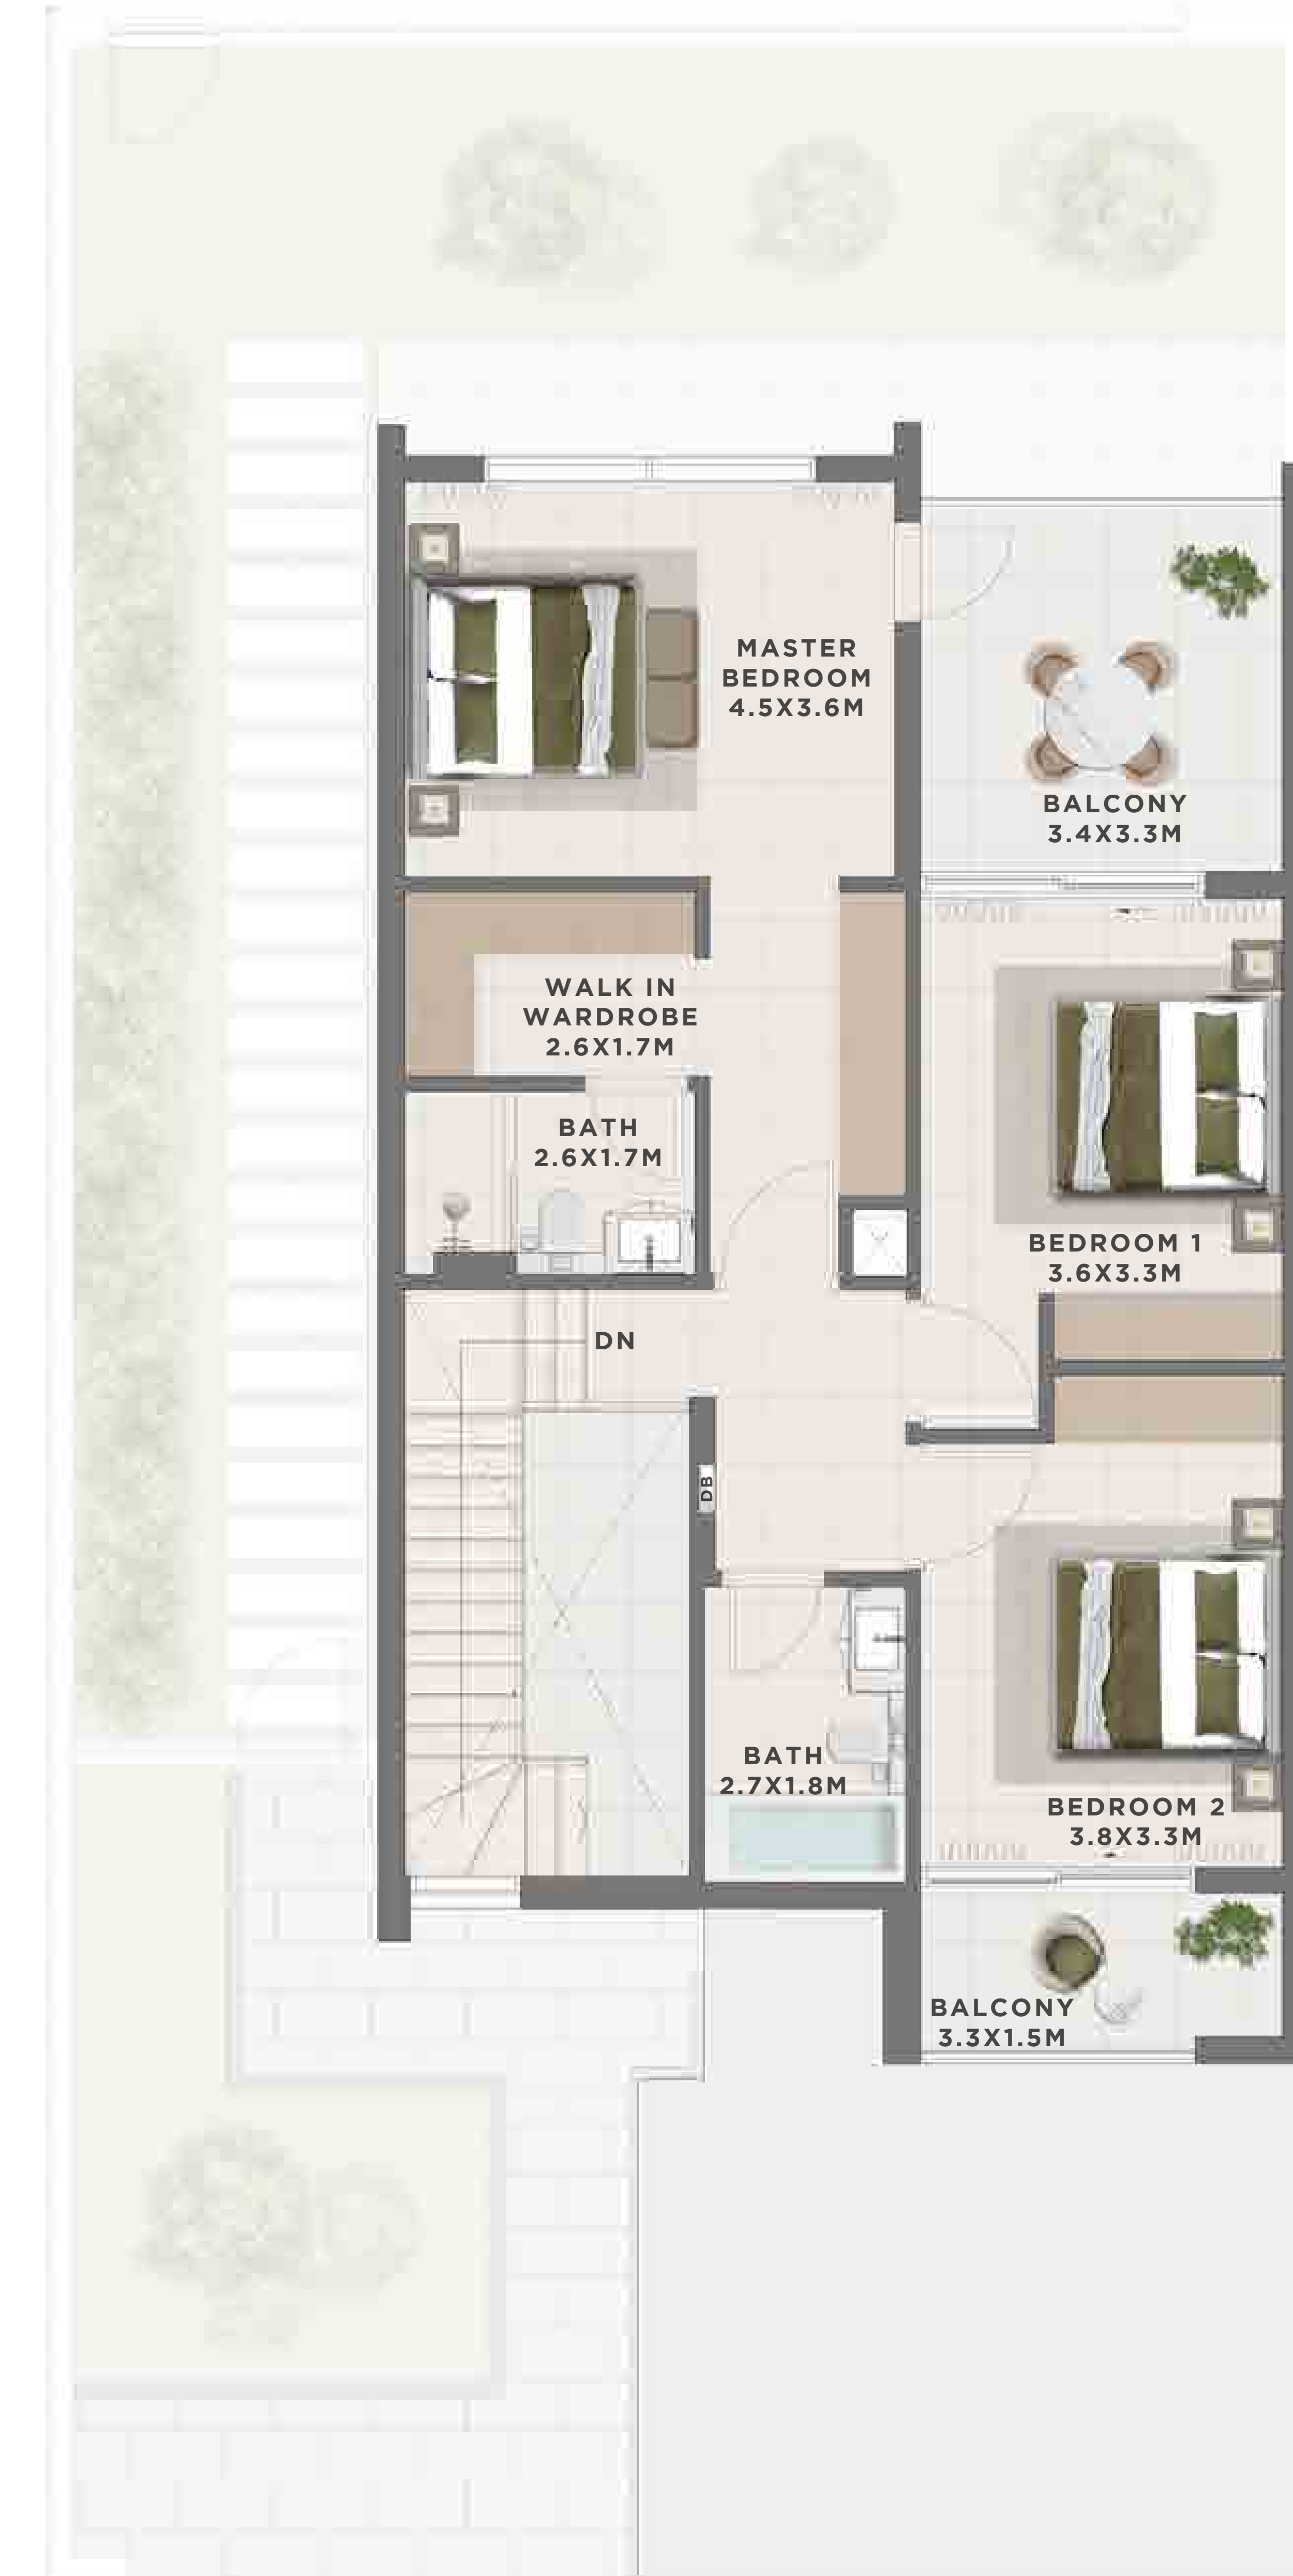 MASTER
BEDROOM
4.5X3.6M
BALCONY
3.4X3.3M
WALK IN
WARDROBE
2.6X1.7M
BATH
2.6X1.7M
BEDROOM 1
3.6X3.3M
DN
DB
BATH
2.7X1.8M
BEDROOM 2
3.8X3.3M
BALCONY
3.3X1.5M